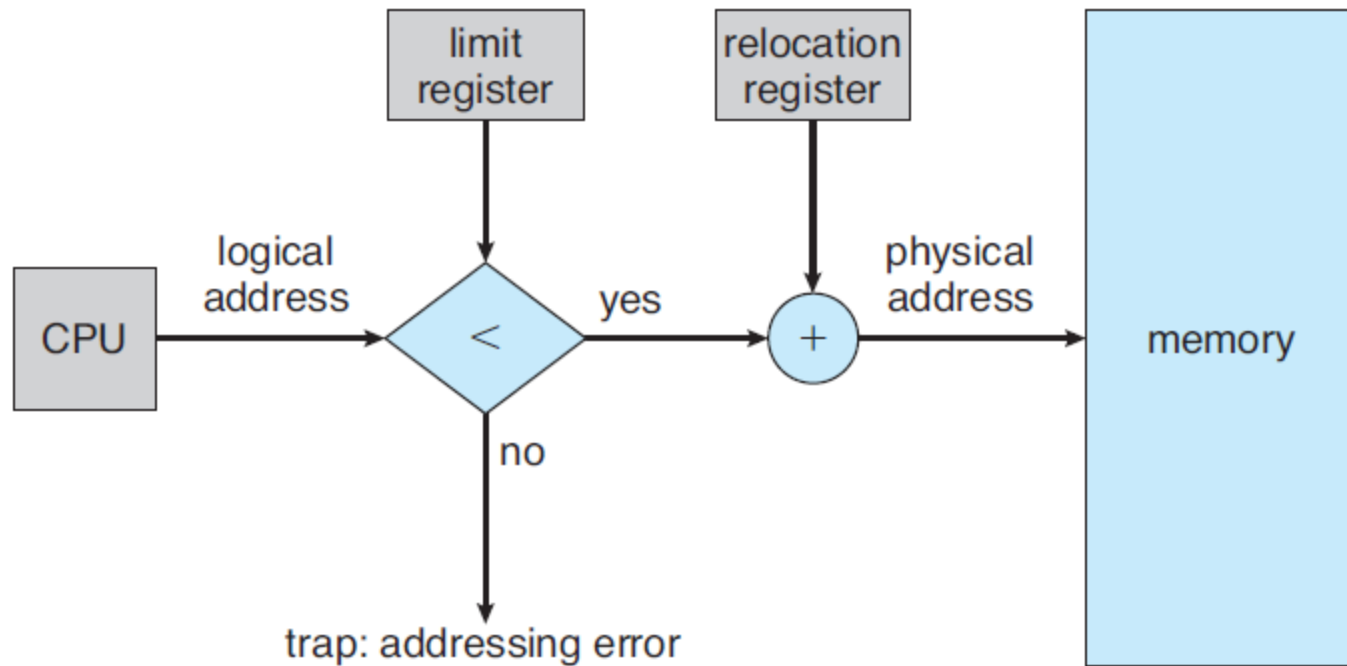 limit
register
relocation
register
logical
address
CPU
<
yes
+
physical
address
memory
no
trap: addressing error